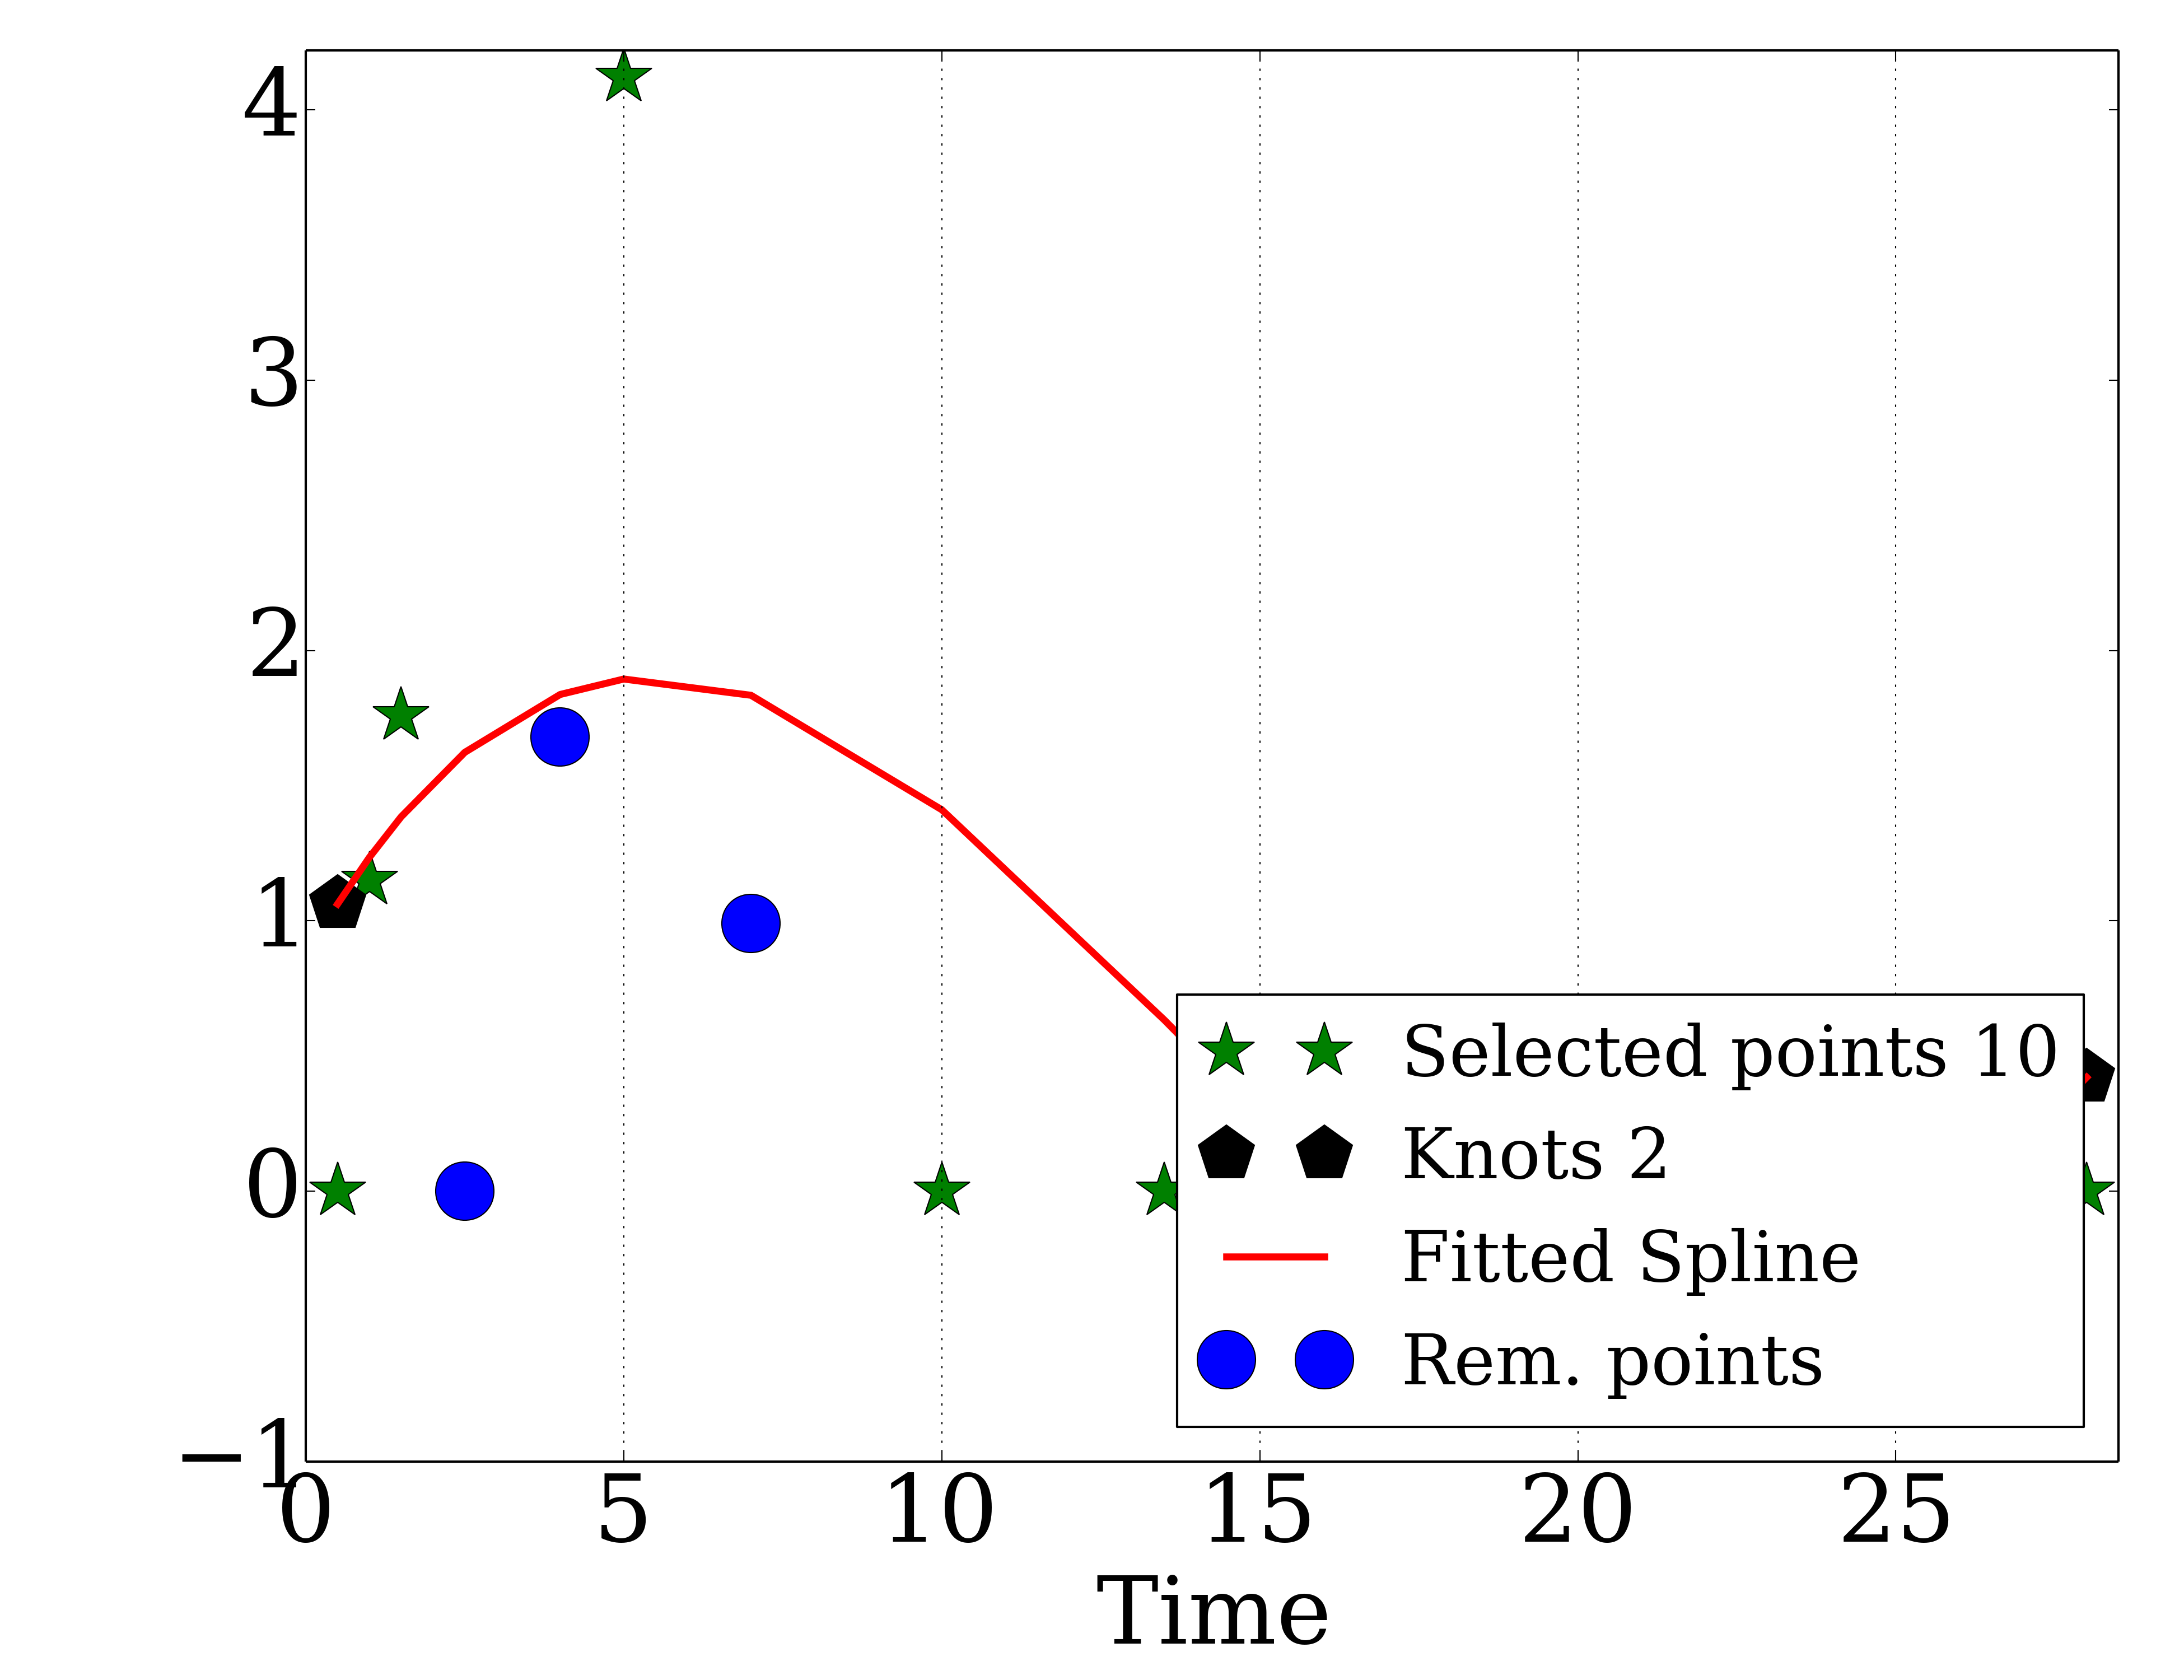 4
3
2
1
0
−1
0 5 10 15 20 25
Time
Selected points 10
Knots 2
Fitted Spline
Rem. points